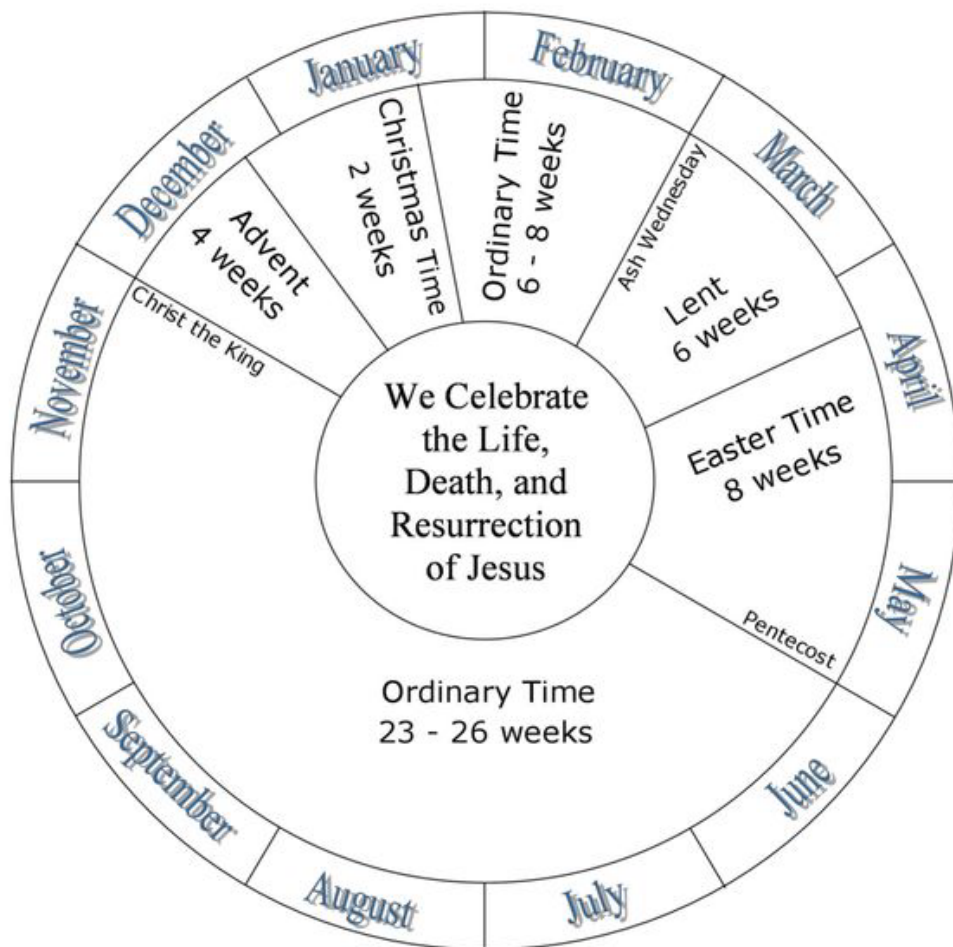 January
February
March
April
May
June
July
August
September
October
November
December
Christ the King
Advent
4 weeks
Christmas Time
2 weeks
Ordinary Time
6 - 8 weeks
Ash Wednesday
Lent
6 weeks
Easter Time
8 weeks
Pentecost
Ordinary Time
23 - 26 weeks
We Celebrate
the Life,
Death, and
Resurrection
of Jesus